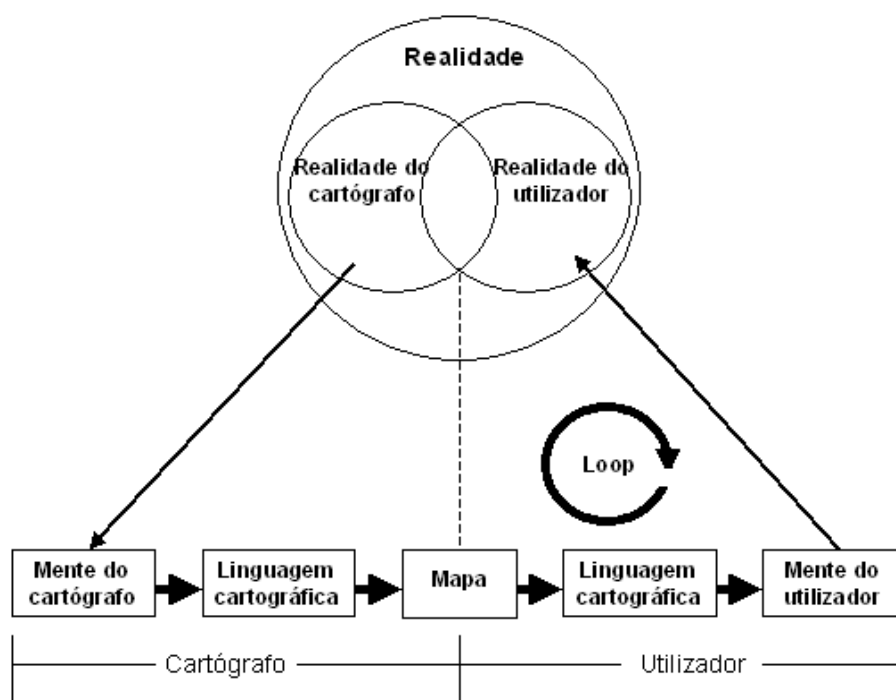 Realidade
Realidade do
cartógrafo
Realidade do
utilizador
Loop
Mente do
cartógrafo
Linguagem
cartográfica
Mapa
Linguagem
cartográfica
Mente do
utilizador
Cartógrafo
Utilizador